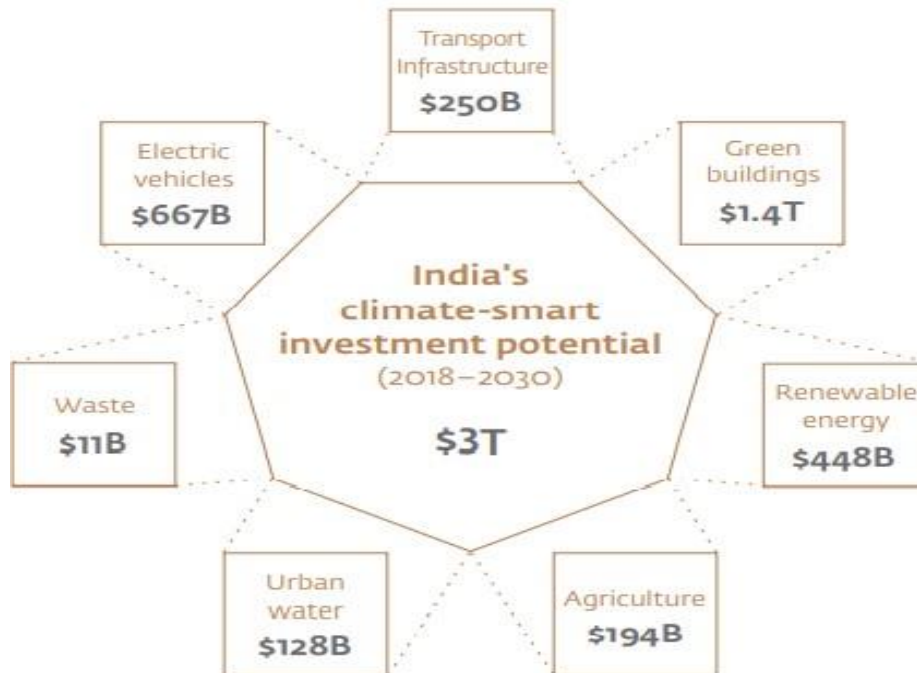 Transport
Infrastructure
$250B
Electric
vehicles
$667B
Green
buildings
$1.4T
India's
climate-smart
investment potential
(2018–2030)
$3T
Waste
$11B
Renewable
energy
$448B
Urban
water
$128B
Agriculture
$194B